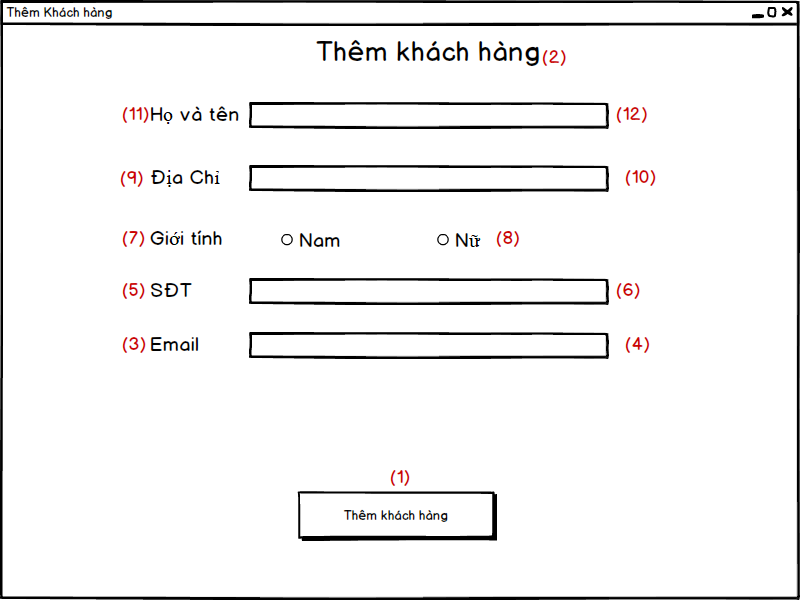 Thêm Khách hàng
Thêm khách hàng(2)
(11)Họ và tên (12)
(9) Địa Chỉ (10)
(7) Giới tính Nam Nữ (8)
(5) SĐT (6)
(3) Email (4)
(1)
Thêm khách hàng